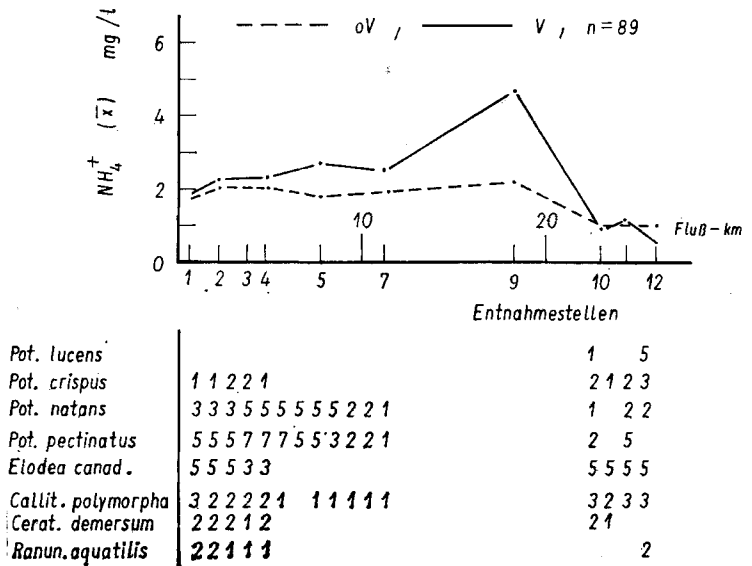 NH₄⁺ (x̄) mg/l
--- oV , — V , n=89
6
4
2
10 20 Fluß-km
0
1 2 3 4 5 7 9 10 12
Entnahmestellen
Pot. lucens 1 5
Pot. crispus 1 1 2 2 1 2 1 2 3
Pot. natans 3 3 3 5 5 5 5 5 5 2 2 1 1 2 2
Pot. pectinatus 5 5 5 7 7 7 5 5 3 2 2 1 2 5
Elodea canad. 5 5 5 3 3 5 5 5 5
Callit. polymorpha 3 2 2 2 2 1 1 1 1 1 1 3 2 3 3
Cerat. demersum 2 2 2 1 2 2 1
Ranun. aquatilis 2 2 1 1 1 2